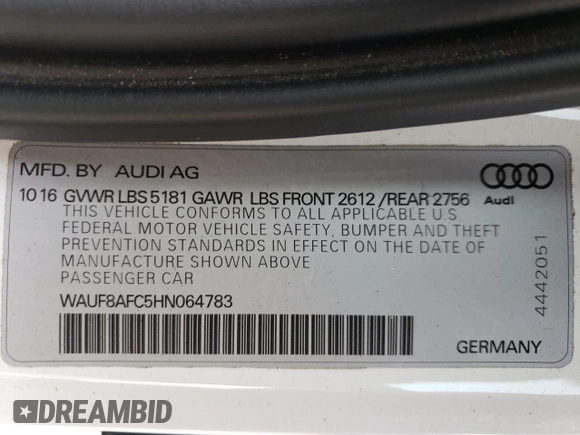 MFD. BY AUDI AG
10 16 GVWR LBS 5181 GAWR LBS FRONT 2612 /REAR 2756
Audi
THIS VEHICLE CONFORMS TO ALL APPLICABLE U.S.
FEDERAL MOTOR VEHICLE SAFETY, BUMPER AND THEFT
PREVENTION STANDARDS IN EFFECT ON THE DATE OF
MANUFACTURE SHOWN ABOVE
PASSENGER CAR
WAUF8AFC5HN064783
4442051
GERMANY
DREAMBID